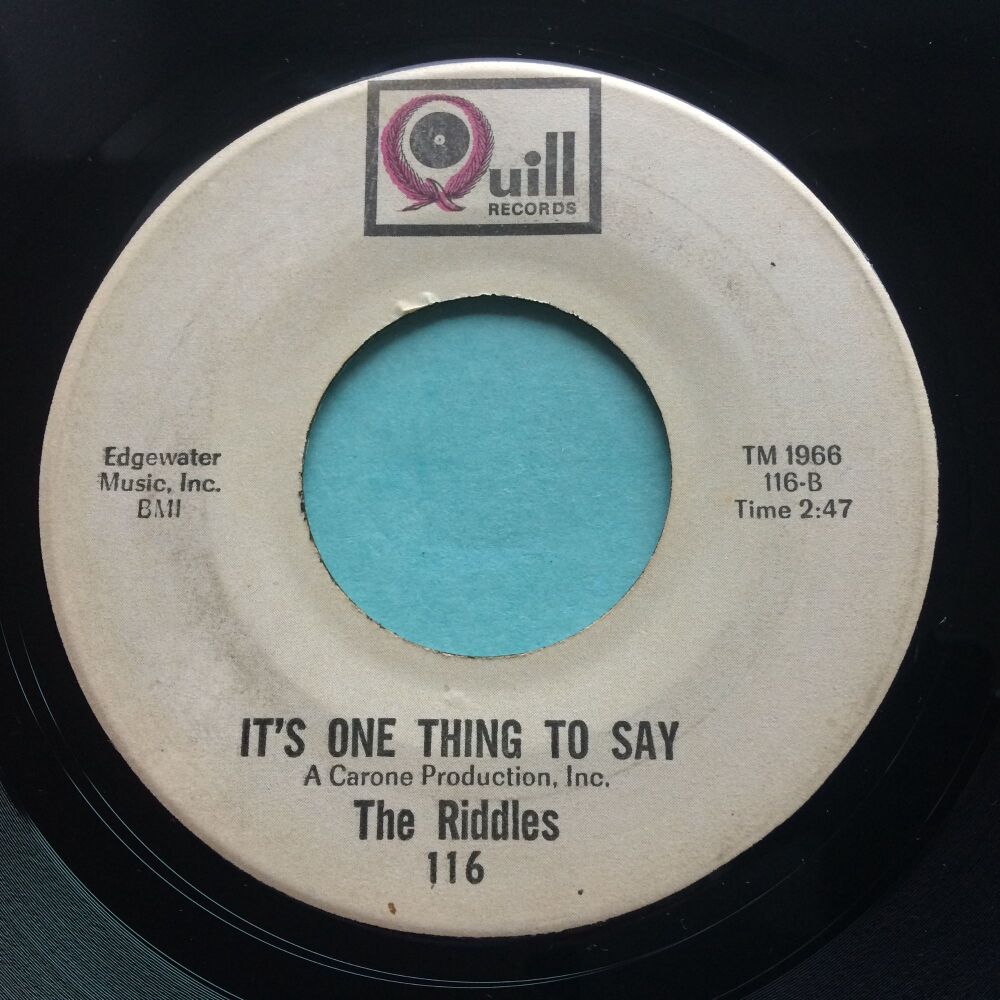 Quill
RECORDS
Edgewater
Music, Inc.
BMI
TM 1966
116-B
Time 2:47
IT'S ONE THING TO SAY
A Carone Production, Inc.
The Riddles
116